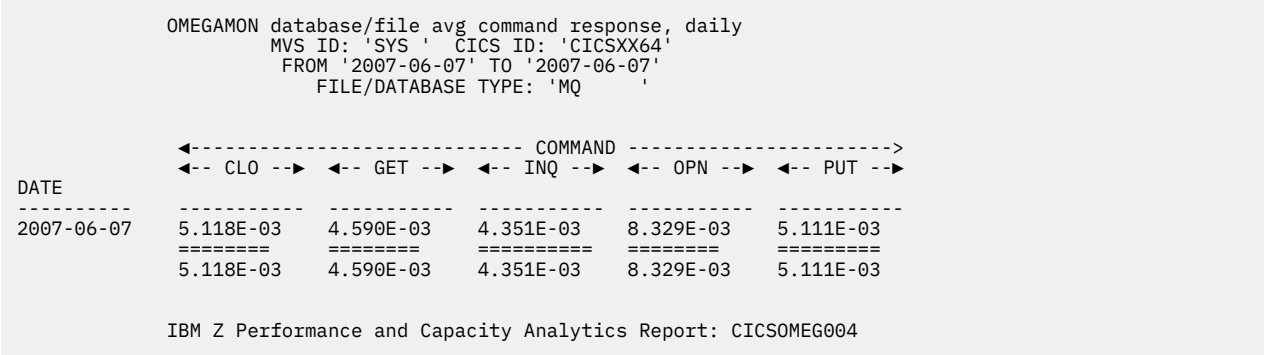 OMEGAMON database/file avg command response, daily
MVS ID: 'SYS '  CICS ID: 'CICSXX64'
FROM '2007-06-07' TO '2007-06-07'
FILE/DATABASE TYPE: 'MQ      '
◄----------------------------- COMMAND ----------------------->
◄-- CLO --►  ◄-- GET --►  ◄-- INQ --►  ◄-- OPN --►  ◄-- PUT --►
DATE
----------    -----------  -----------  -----------  -----------  -----------
2007-06-07    5.118E-03    4.590E-03    4.351E-03    8.329E-03    5.111E-03
========     ========     ==========   ========     =========
5.118E-03    4.590E-03    4.351E-03    8.329E-03    5.111E-03
IBM Z Performance and Capacity Analytics Report: CICSOMEG004